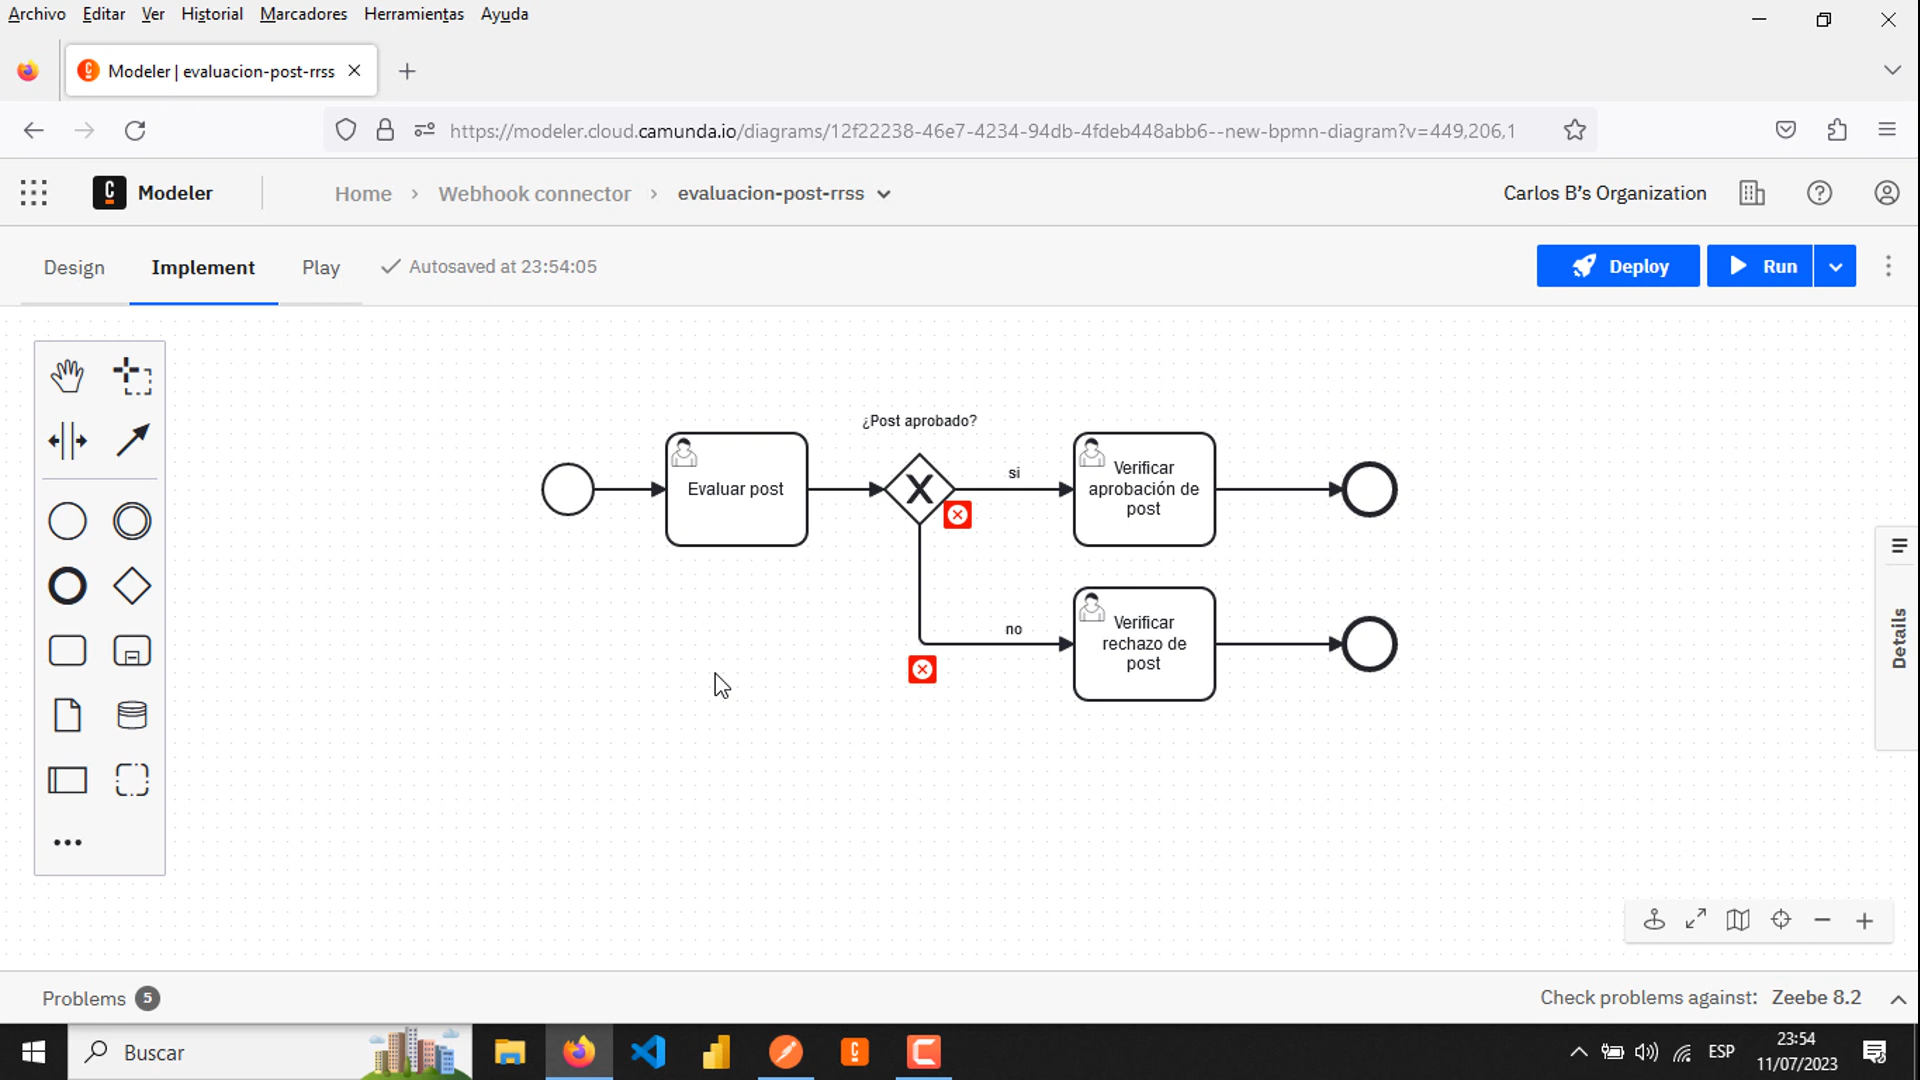 Archivo Editar Ver Historial Marcadores Herramientas Ayuda
Modeler | evaluacion-post-rrss
https://modeler.cloud.camunda.io/diagrams/12f22238-46e7-4234-94db-4fdeb448abb6--new-bpmn-diagram?v=449,206,1
Modeler Home > Webhook connector > evaluacion-post-rrss Carlos B's Organization
Design Implement Play Autosaved at 23:54:05 Deploy Run
¿Post aprobado?
Evaluar post
si
Verificar
aprobación de
post
no
Verificar
rechazo de
post
Details
Problems 5 Check problems against: Zeebe 8.2
Buscar
ESP
23:54
11/07/2023